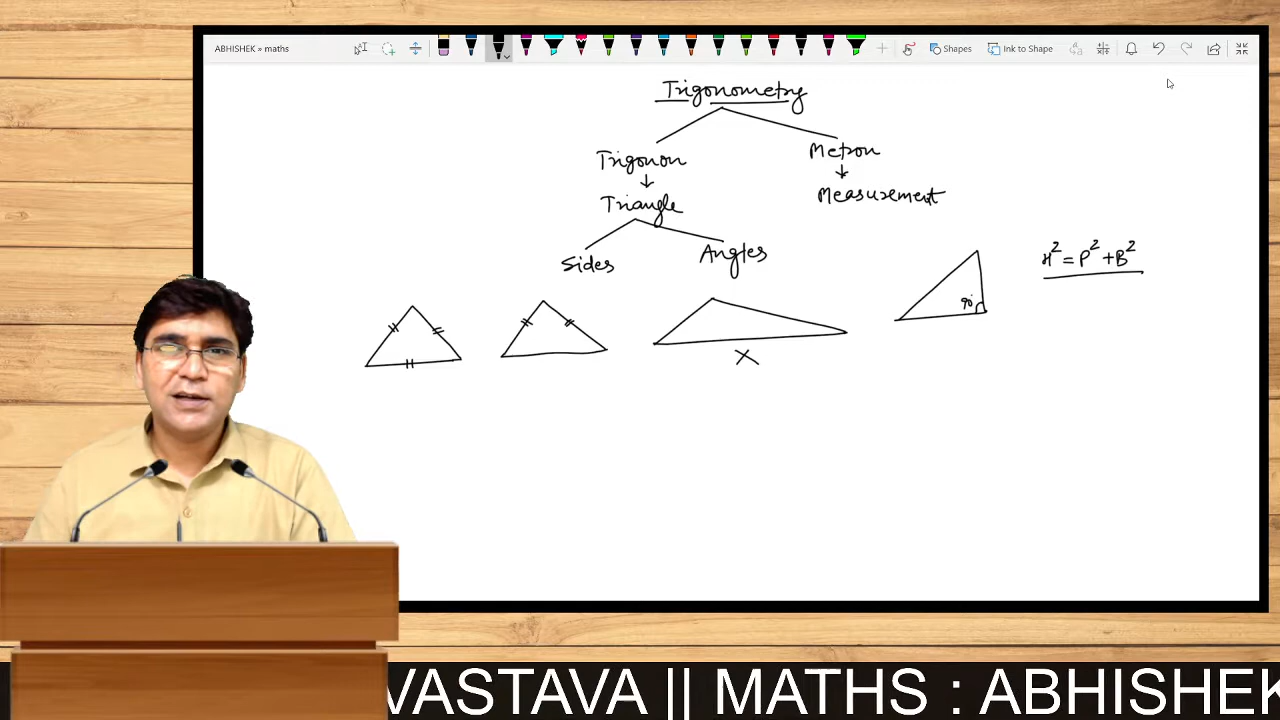 ABHISHEK » maths
Shapes
Ink to Shape
Trigonometry
Trigonon
Metron
↓
↓
Triangle
Measurement
Sides
Angles
H² = P² + B²
90°
X
VASTAVA || MATHS : ABHISHEK